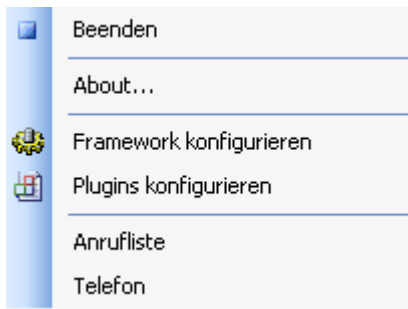 Beenden
About...
Framework konfigurieren
Plugins konfigurieren
Anrufliste
Telefon